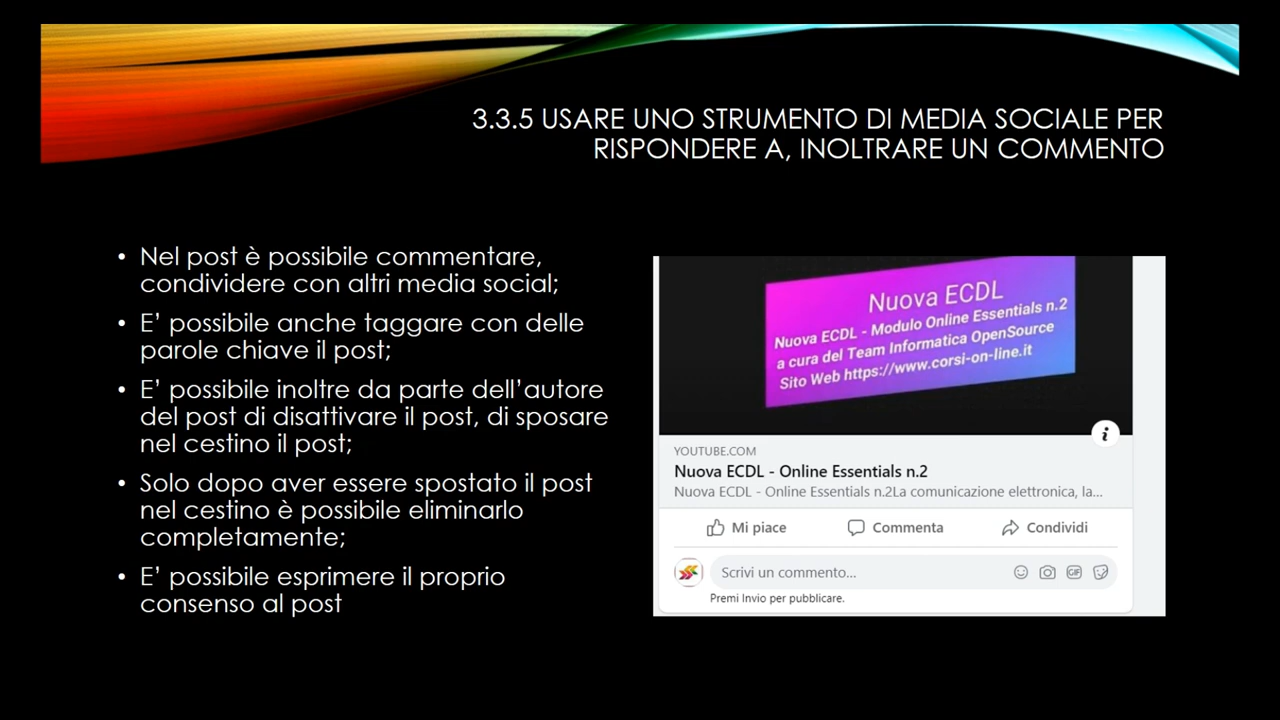 3.3.5 USARE UNO STRUMENTO DI MEDIA SOCIALE PER
RISPONDERE A, INOLTRARE UN COMMENTO
• Nel post è possibile commentare,
condividere con altri media social;
• E’ possibile anche taggare con delle
parole chiave il post;
• E’ possibile inoltre da parte dell’autore
del post di disattivare il post, di sposare
nel cestino il post;
• Solo dopo aver essere spostato il post
nel cestino è possibile eliminarlo
completamente;
• E’ possibile esprimere il proprio
consenso al post
Nuova ECDL
Nuova ECDL - Modulo Online Essentials n.2
a cura del Team Informatica OpenSource
Sito Web https://www.corsi-on-line.it
i
YOUTUBE.COM
Nuova ECDL - Online Essentials n.2
Nuova ECDL - Online Essentials n.2La comunicazione elettronica, la...
Mi piace
Commenta
Condividi
Scrivi un commento...
GIF
Premi Invio per pubblicare.